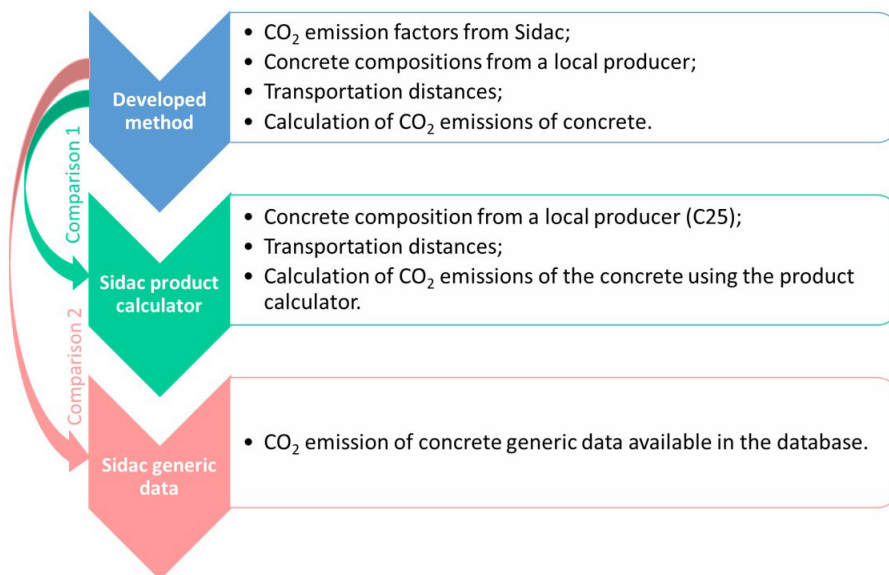 Comparison 1
Comparison 2
Developed
method
• CO₂ emission factors from Sidac;
• Concrete compositions from a local producer;
• Transportation distances;
• Calculation of CO₂ emissions of concrete.
Sidac product
calculator
• Concrete composition from a local producer (C25);
• Transportation distances;
• Calculation of CO₂ emissions of the concrete using the product
calculator.
Sidac generic
data
• CO₂ emission of concrete generic data available in the database.